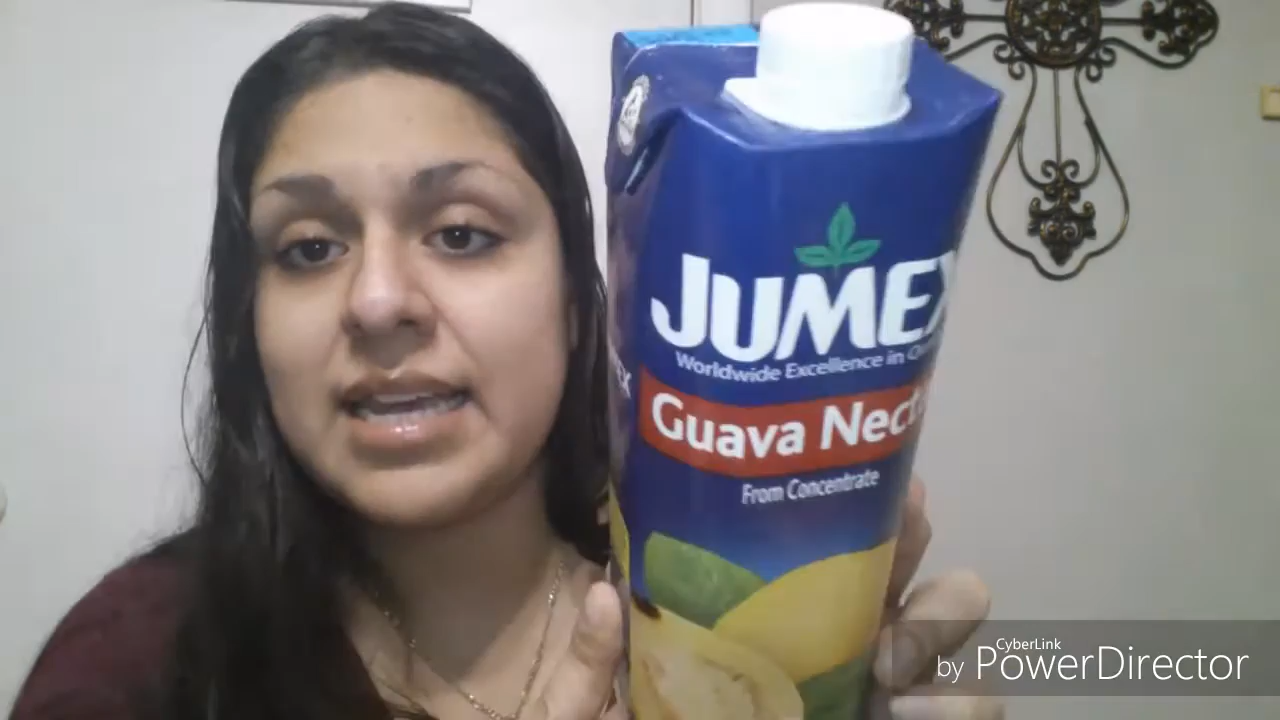 JUMEX
Worldwide Excellence in
Guava Nect
From Concentrate
CyberLink
by PowerDirector